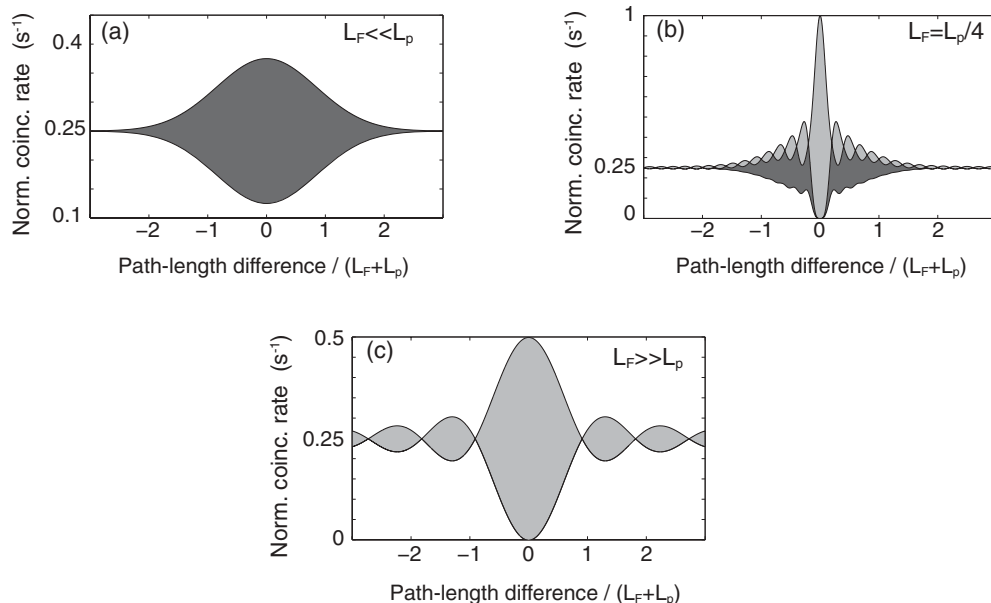 (a)
L_F<<L_p
Norm. coinc. rate (s⁻¹)
0.4
0.25
0.1
−2 −1 0 1 2
Path-length difference / (L_F+L_p)
(b)
L_F=L_p/4
Norm. coinc. rate (s⁻¹)
1
0.25
0
−2 −1 0 1 2
Path-length difference / (L_F+L_p)
(c)
L_F>>L_p
Norm. coinc. rate (s⁻¹)
0.5
0.25
0
−2 −1 0 1 2
Path-length difference / (L_F+L_p)